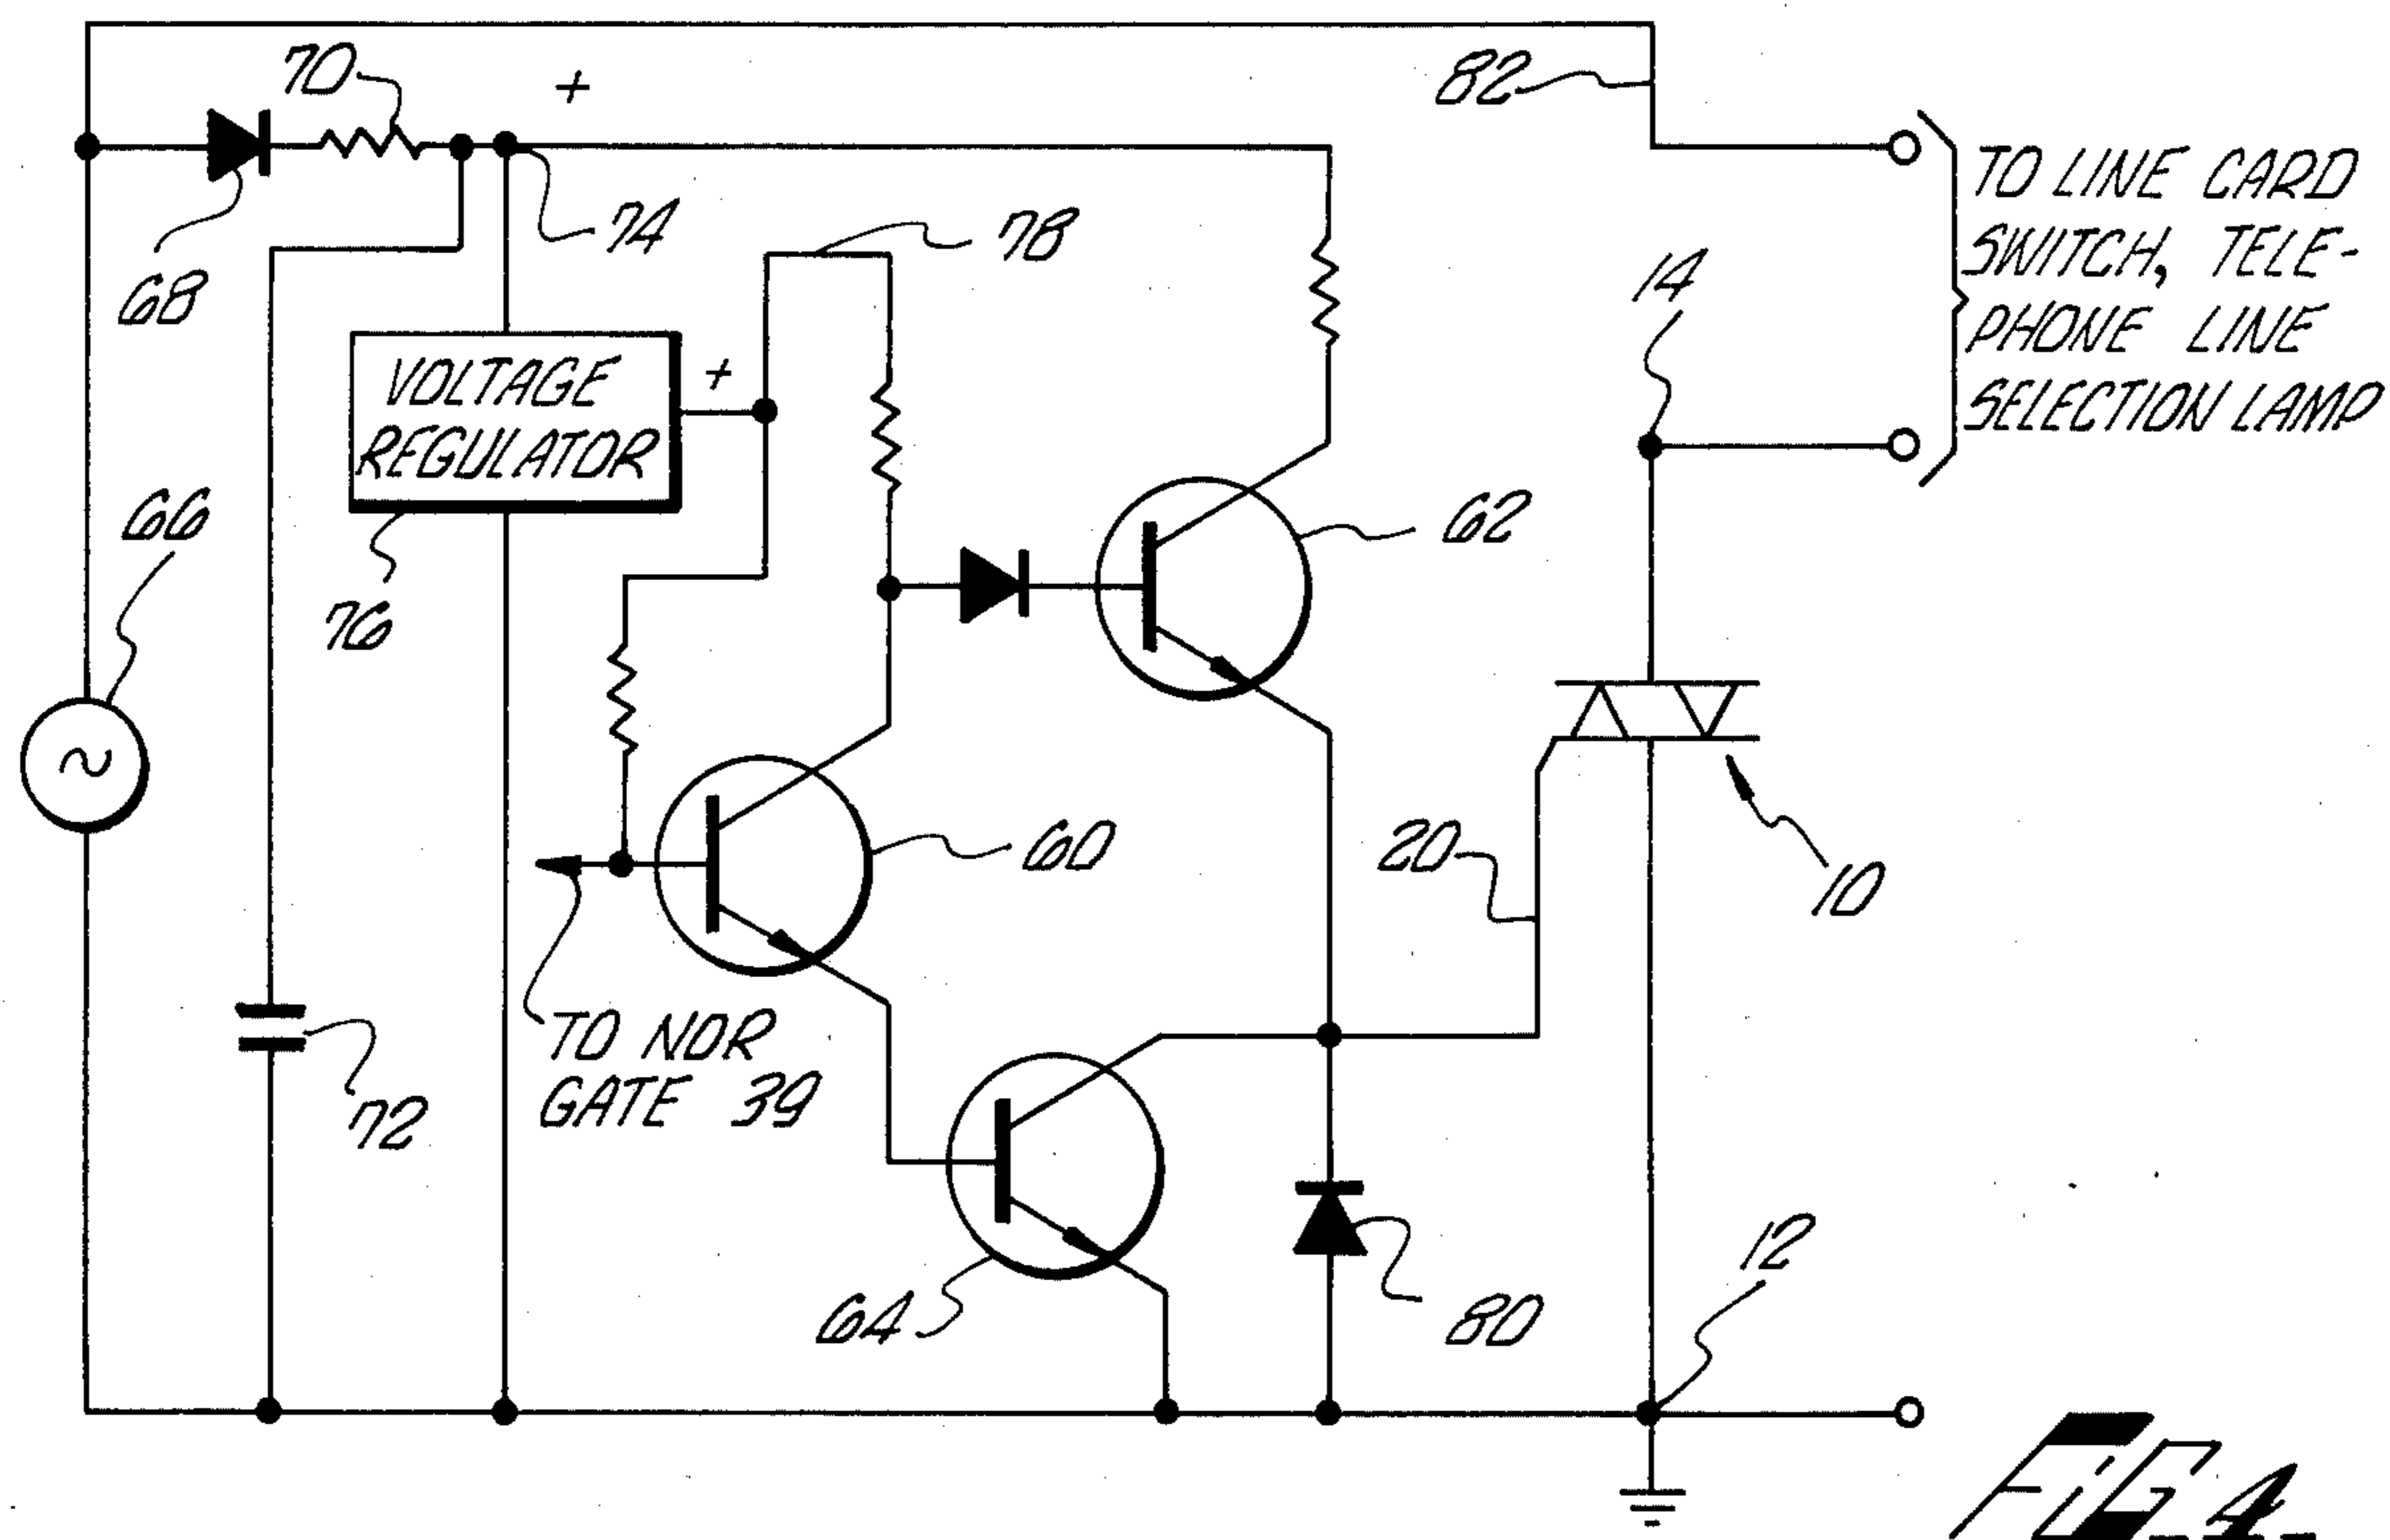 70
+
82
TO LINE CARD
SWITCH, TELE-
PHONE LINE
SELECTION LAMP
68
74
78
14
VOLTAGE
REGULATOR
+
66
76
62
60
20
10
TO NOR
GATE 39
72
64
80
12
FIG. 4.